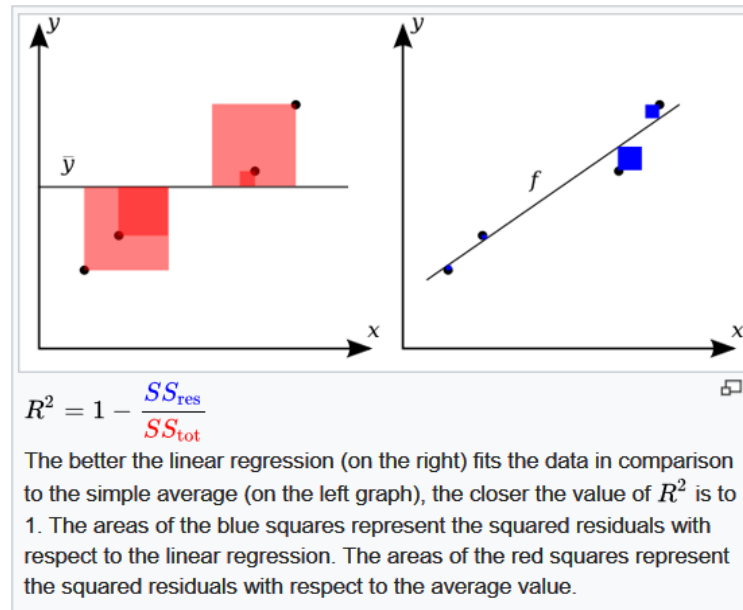 y
y
ȳ
f
x
x
R² = 1 − SS_res / SS_tot
The better the linear regression (on the right) fits the data in comparison
to the simple average (on the left graph), the closer the value of R² is to
1. The areas of the blue squares represent the squared residuals with
respect to the linear regression. The areas of the red squares represent
the squared residuals with respect to the average value.